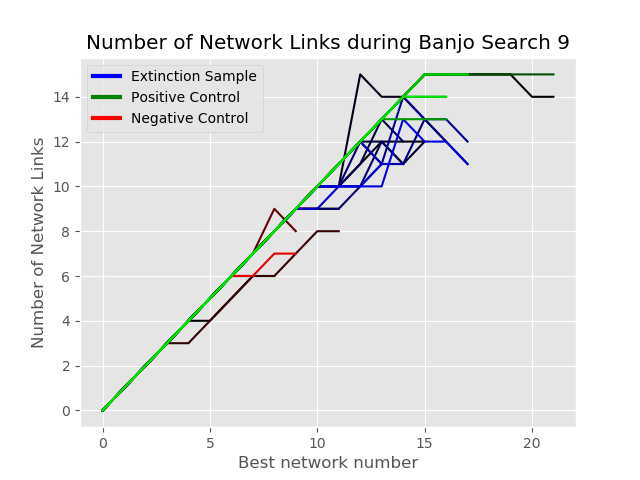 Number of Network Links during Banjo Search 9
Extinction Sample
Positive Control
Negative Control
Number of Network Links
14
12
10
8
6
4
2
0
0 5 10 15 20
Best network number